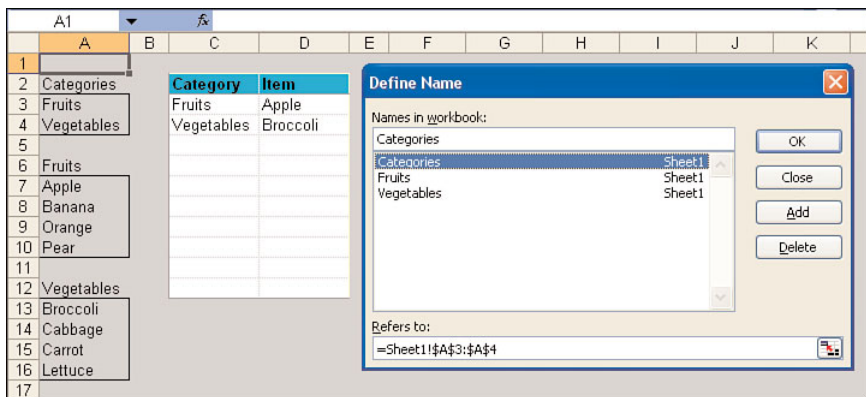 A1 fx
A B C D E F G H I J K
1
2 Categories Category Item
3 Fruits Fruits Apple
4 Vegetables Vegetables Broccoli
5
6 Fruits
7 Apple
8 Banana
9 Orange
10 Pear
11
12 Vegetables
13 Broccoli
14 Cabbage
15 Carrot
16 Lettuce
17
Define Name
Names in workbook:
Categories
Categories Sheet1
Fruits Sheet1
Vegetables Sheet1
OK
Close
Add
Delete
Refers to:
=Sheet1!$A$3:$A$4